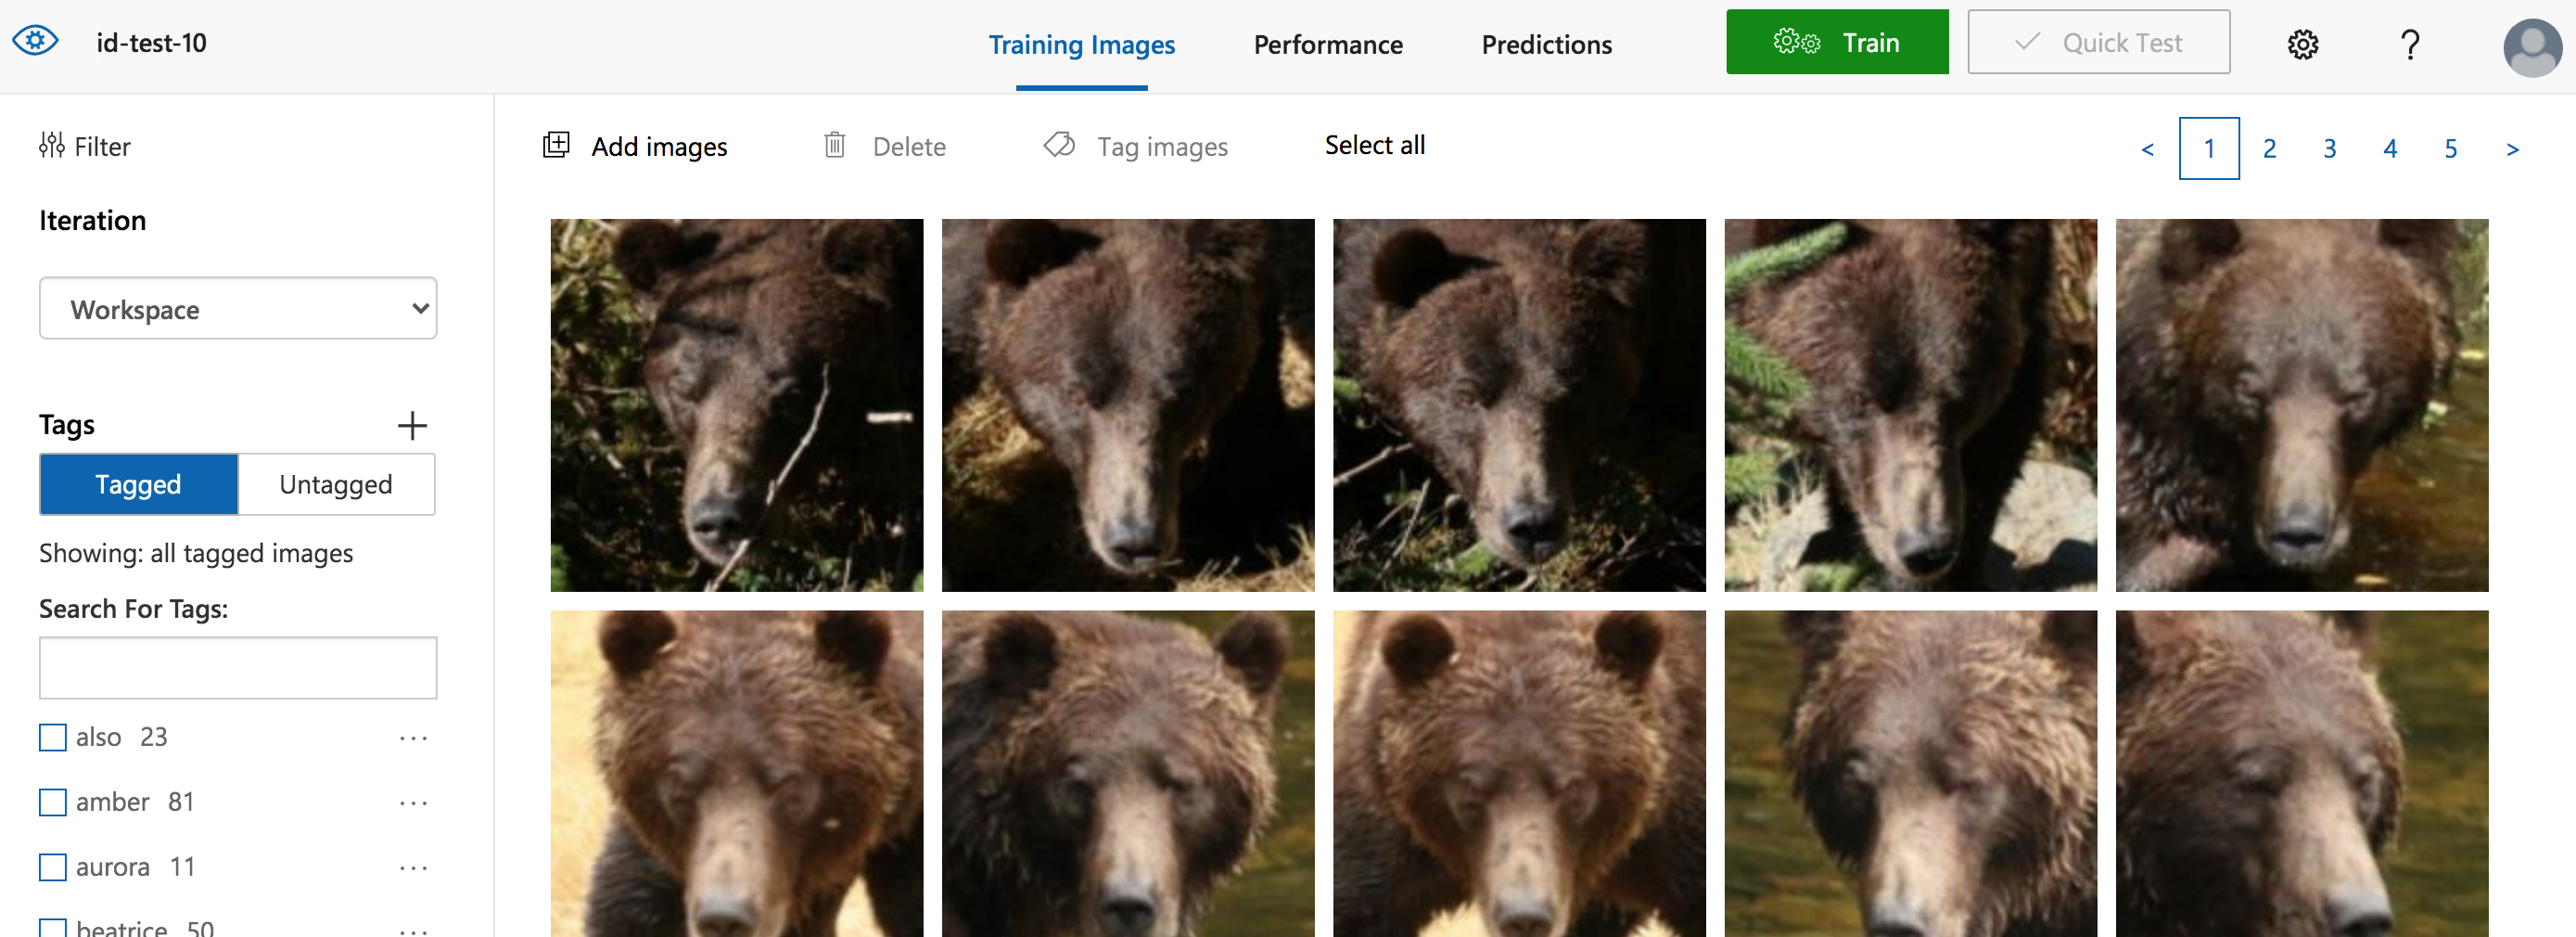 id-test-10
Training Images
Performance
Predictions
Train
Quick Test
?
Filter
Add images
Delete
Tag images
Select all
< 1 2 3 4 5 >
Iteration
Workspace
Tags
Tagged
Untagged
Showing: all tagged images
Search For Tags:
also 23
amber 81
aurora 11
beatrice 50